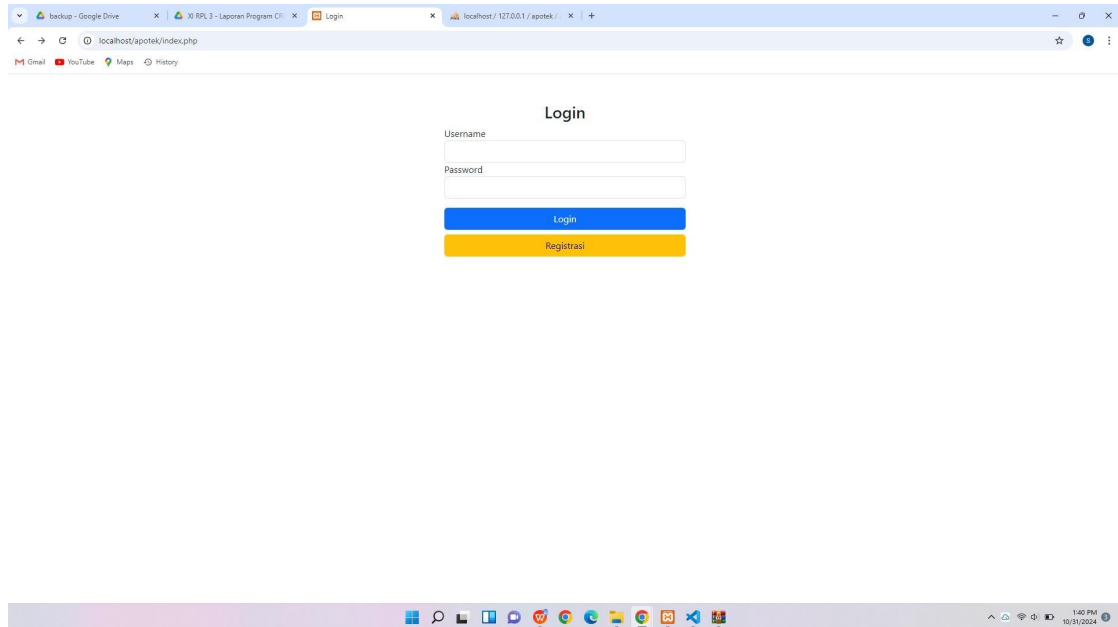 backup - Google Drive
XI RPL 3 - Laporan Program CR
Login
localhost / 127.0.0.1 / apotek /
localhost/apotek/index.php
S
Gmail YouTube Maps History
Login
Username
Password
Login
Registrasi
1:40 PM
10/31/2024